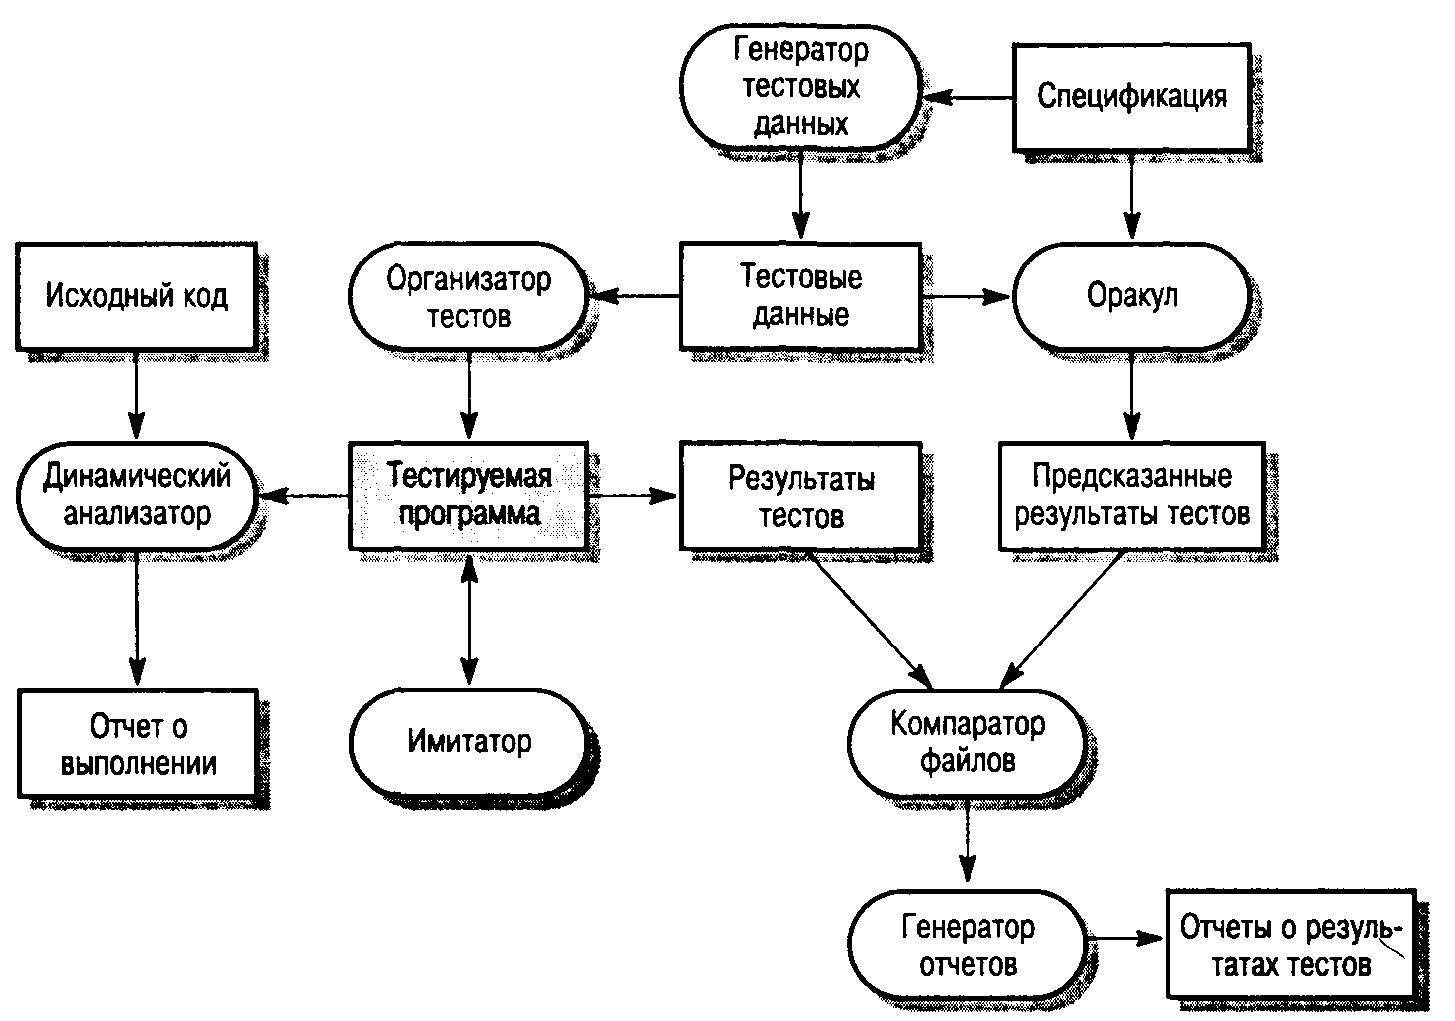 Генератор
тестовых
данных
Спецификация
Исходный код
Организатор
тестов
Тестовые
данные
Оракул
Динамический
анализатор
Тестируемая
программа
Результаты
тестов
Предсказанные
результаты тестов
Отчет о
выполнении
Имитатор
Компаратор
файлов
Генератор
отчетов
Отчеты о резуль-
татах тестов